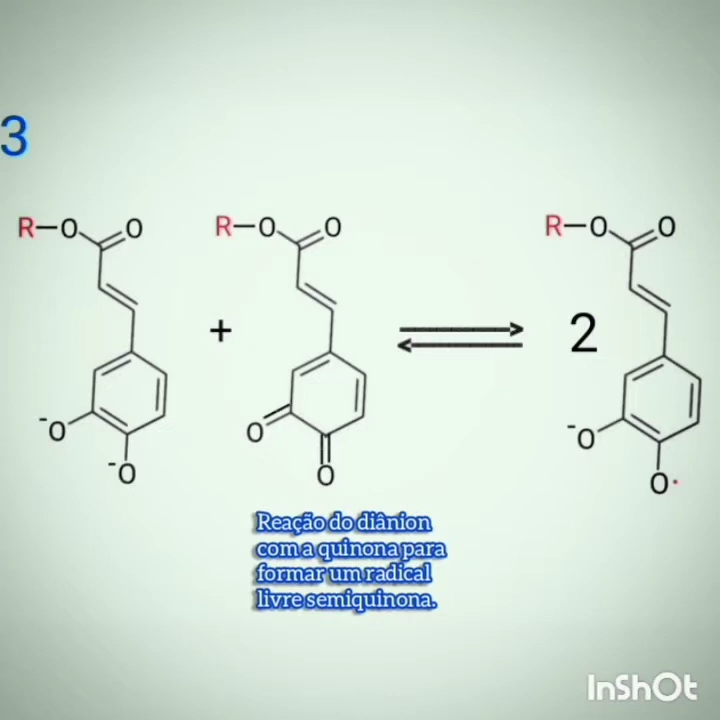 3
R-O O
R-O O
R-O O
+
2
-O
-O
O
O
-O
O·
Reação do diânion
com a quinona para
formar um radical
livre semiquinona.
InShOt